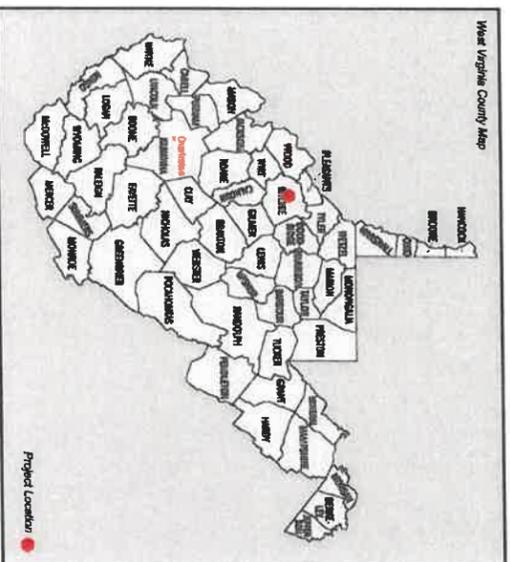 West Virginia County Map
HANCOCK
BROOKE
OHIO
MARSHALL
WETZEL
MONONGALIA
MARION
PRESTON
TYLER
PLEASANTS
WOOD
RITCHIE
DODDRIDGE
HARRISON
TAYLOR
BARBOUR
TUCKER
WIRT
CALHOUN
GILMER
LEWIS
UPSHUR
RANDOLPH
GRANT
MINERAL
HAMPSHIRE
HARDY
PENDLETON
MORGAN
BERKELEY
MASON
JACKSON
ROANE
BRAXTON
WEBSTER
POCAHONTAS
CABELL
PUTNAM
KANAWHA
Charleston
CLAY
NICHOLAS
GREENBRIER
WAYNE
LINCOLN
BOONE
FAYETTE
LOGAN
RALEIGH
SUMMERS
MONROE
WYOMING
MERCER
McDOWELL
Project Location